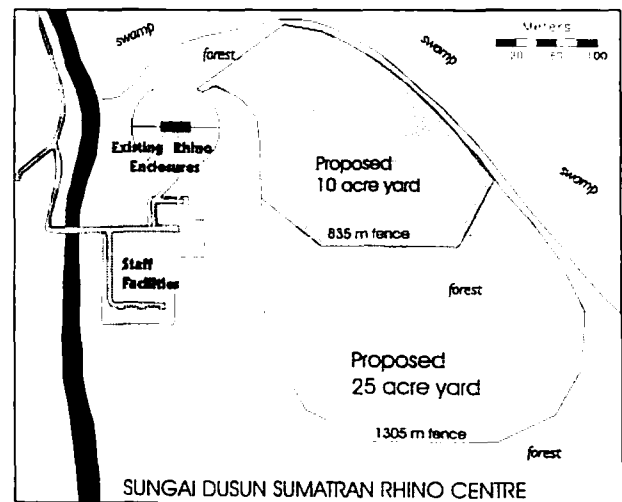 swamp
forest
swamp
Meters
100
Existing Rhino
Enclosures
Proposed
10 acre yard
swamp
835 m fence
Staff
Facilities
forest
Proposed
25 acre yard
1305 m fence
forest
SUNGAI DUSUN SUMATRAN RHINO CENTRE